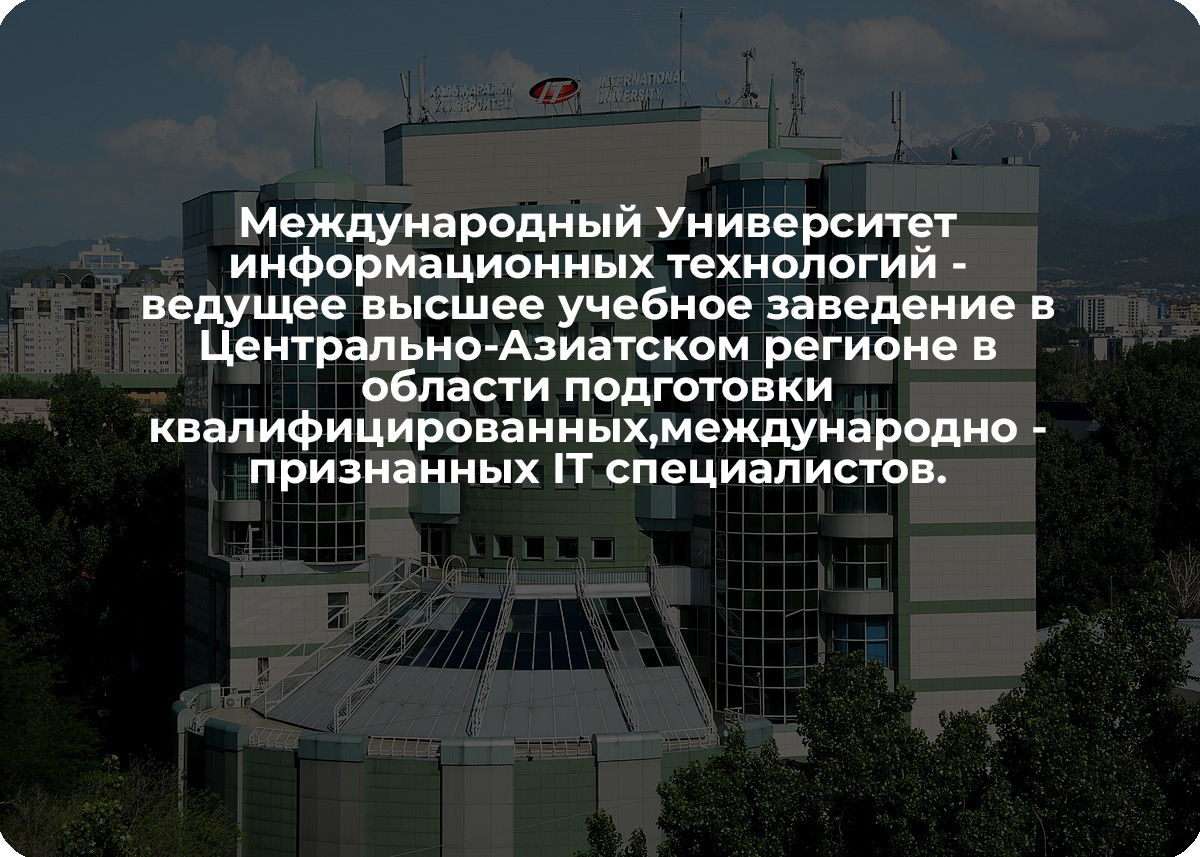 ХАЛЫҚАРАЛЫҚ IT INTERNATIONAL
УНИВЕРСИТЕТІ UNIVERSITY
Международный Университет
информационных технологий -
ведущее высшее учебное заведение в
Центрально-Азиатском регионе в
области подготовки
квалифицированных,международно -
признанных IT специалистов.